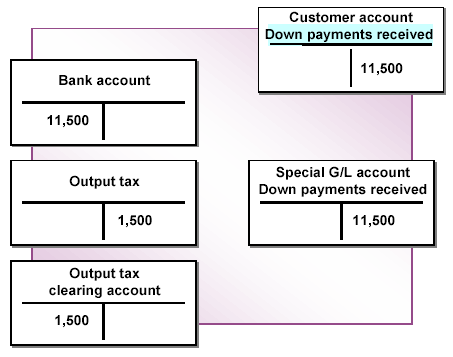 Customer account
Down payments received
11,500
Bank account
11,500
Output tax
1,500
Special G/L account
Down payments received
11,500
Output tax
clearing account
1,500